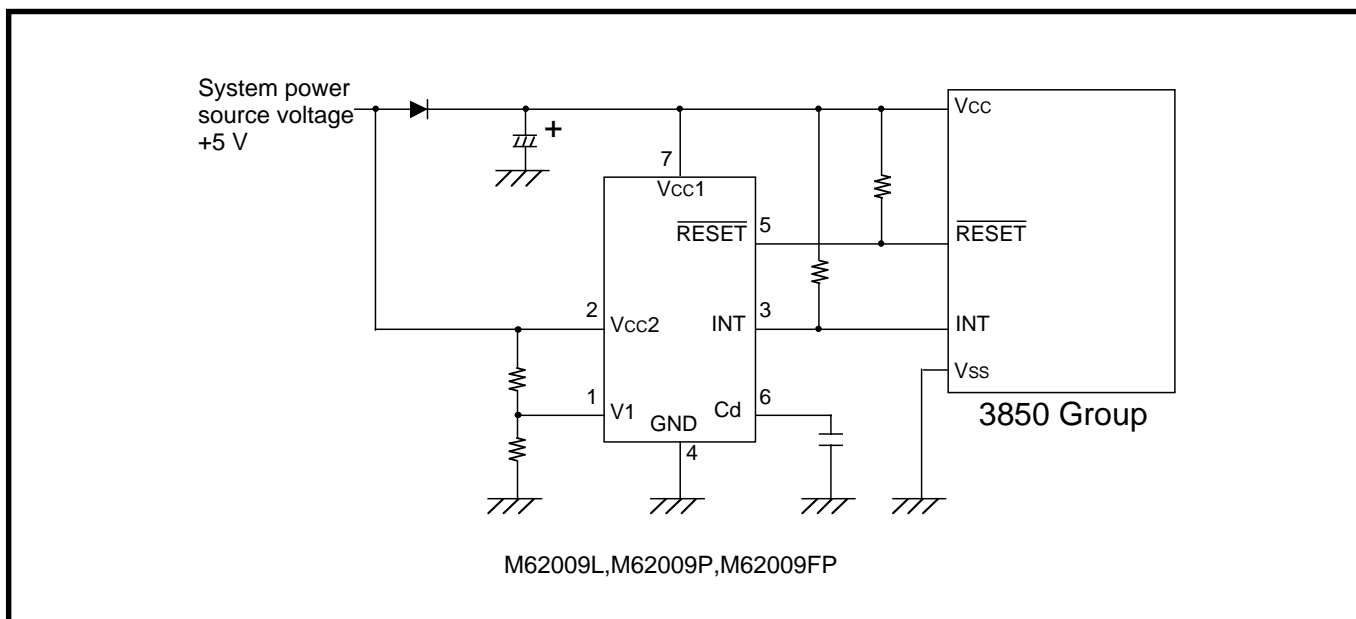 System power
source voltage
+5 V
+
7
VCC1
RESET
5
2
VCC2
INT
3
1
V1
GND
Cd
6
4
VCC
RESET
INT
VSS
3850 Group
M62009L,M62009P,M62009FP